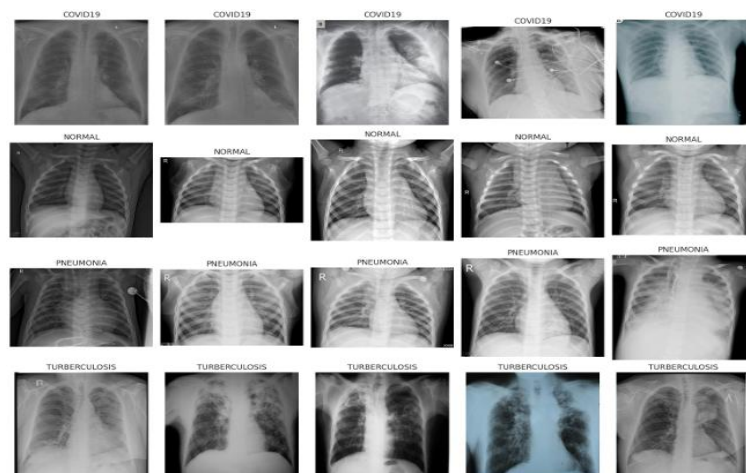 COVID19 COVID19 COVID19 COVID19 COVID19
NORMAL NORMAL NORMAL NORMAL NORMAL
PNEUMONIA PNEUMONIA PNEUMONIA PNEUMONIA PNEUMONIA
R R R
TURBERCULOSIS TURBERCULOSIS TURBERCULOSIS TURBERCULOSIS TURBERCULOSIS